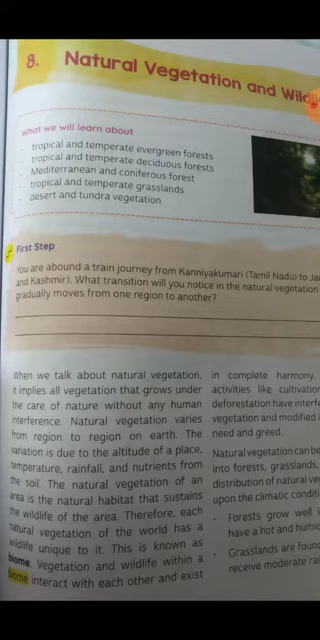 8. Natural Vegetation and Wild
What we will learn about
tropical and temperate evergreen forests
tropical and temperate deciduous forests
Mediterranean and coniferous forest
tropical and temperate grasslands
desert and tundra vegetation
First Step
You are abound a train journey from Kanniyakumari (Tamil Nadu) to
and Kashmir). What transition will you notice in the natural vegetation
gradually moves from one region to another?
When we talk about natural vegetation,
it implies all vegetation that grows under
the care of nature without any human
interference. Natural vegetation varies
from region to region on earth. The
variation is due to the altitude of a place,
temperature, rainfall, and nutrients from
the soil. The natural vegetation of an
area is the natural habitat that sustains
the wildlife of the area. Therefore, each
natural vegetation of the world has a
wildlife unique to it. This is known as
biome. Vegetation and wildlife within a
biome interact with each other and exist
in complete harmony.
activities like cultivation
deforestation have
vegetation and modified
need and greed.
Natural vegetation can be
into forests, grasslands,
distribution of natural
upon the climatic
· Forests grow well
have a hot and
· Grasslands are
receive moderate